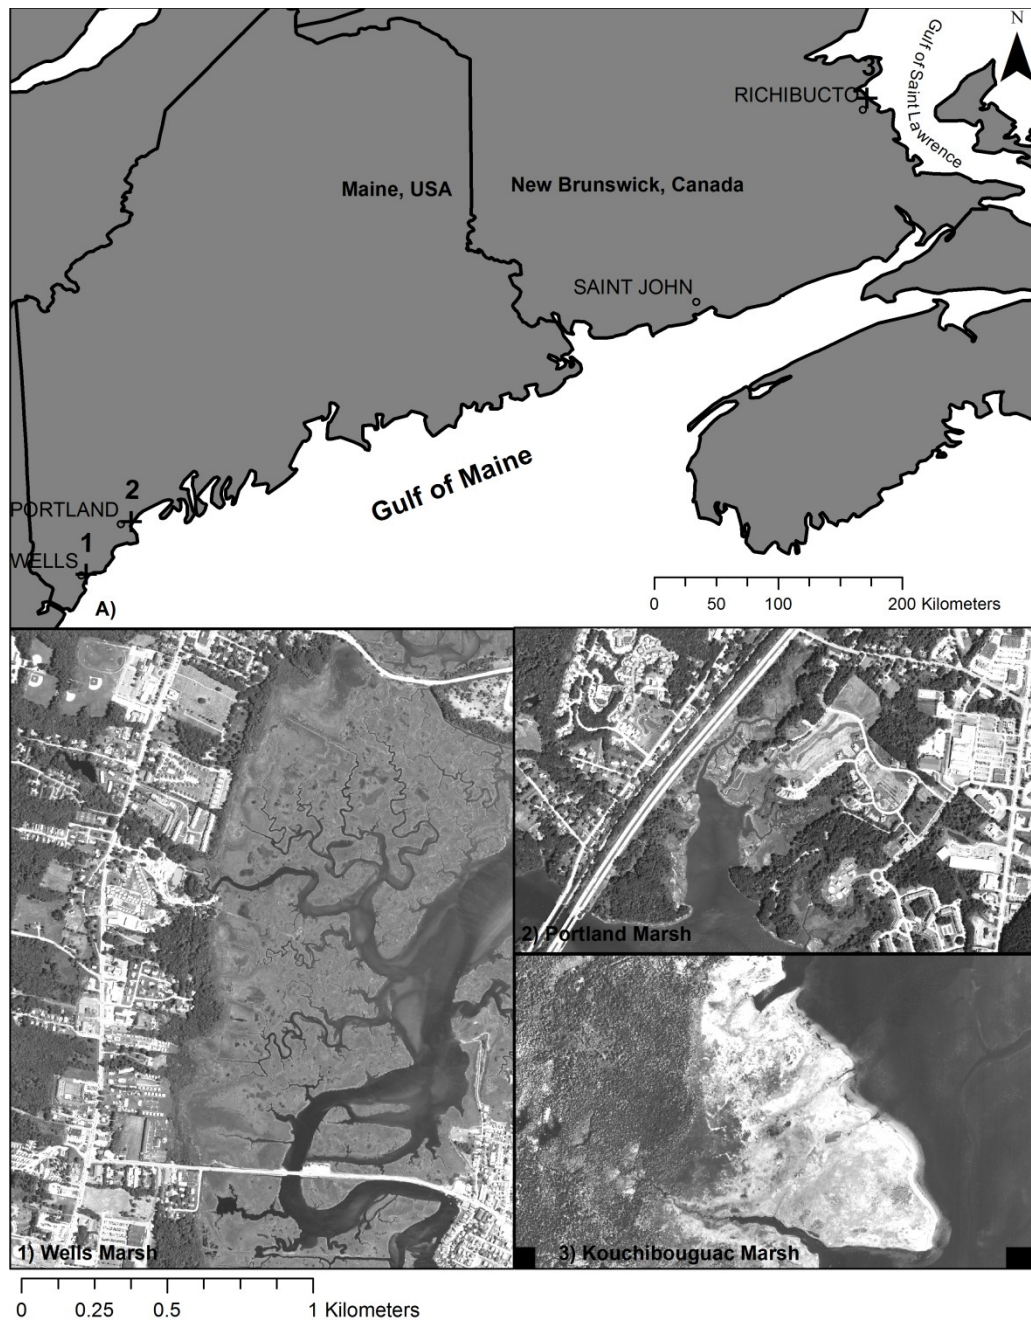 N
Gulf of Saint Lawrence
3
RICHIBUCTO
Maine, USA
New Brunswick, Canada
SAINT JOHN
Gulf of Maine
2
PORTLAND
1
WELLS
A)
0 50 100 200 Kilometers
2) Portland Marsh
1) Wells Marsh
3) Kouchibouguac Marsh
0 0.25 0.5 1 Kilometers